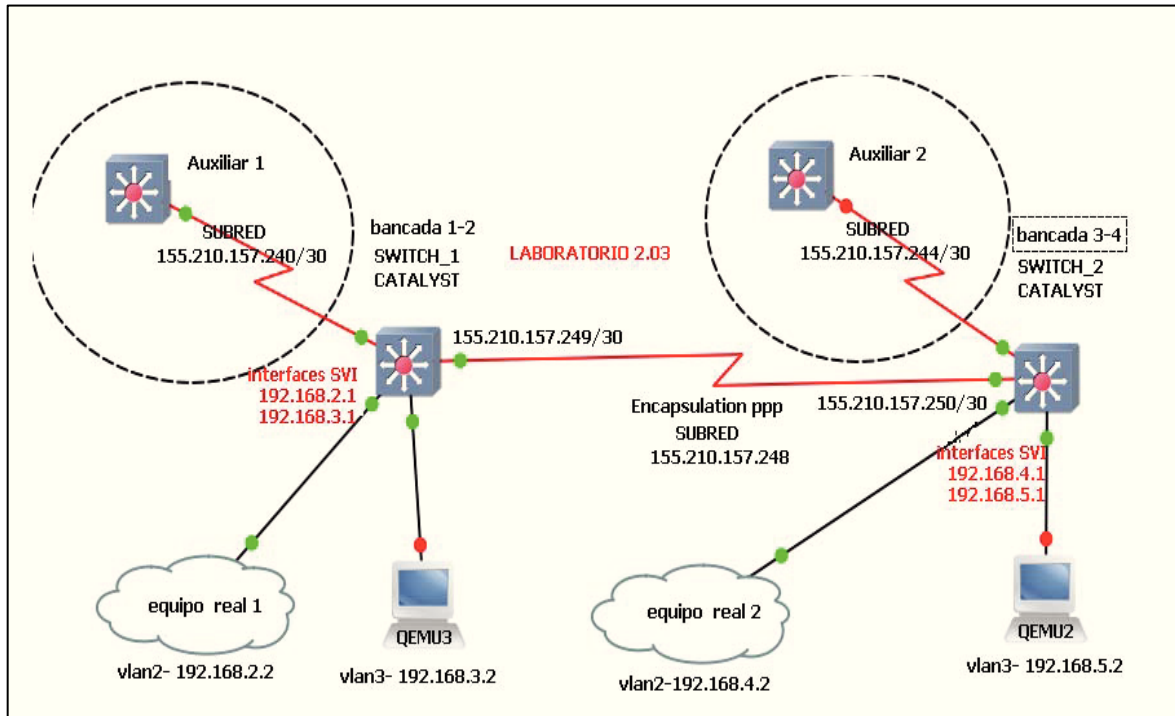 Auxiliar 1
SUBRED
155.210.157.240/30
bancada 1-2
SWITCH_1
CATALYST
LABORATORIO 2.03
Auxiliar 2
SUBRED
155.210.157.244/30
bancada 3-4
SWITCH_2
CATALYST
155.210.157.249/30
interfaces SVI
192.168.2.1
192.168.3.1
Encapsulation ppp
SUBRED
155.210.157.248
155.210.157.250/30
interfaces SVI
192.168.4.1
192.168.5.1
equipo real 1
vlan2- 192.168.2.2
QEMU3
vlan3- 192.168.3.2
equipo real 2
vlan2-192.168.4.2
QEMU2
vlan3- 192.168.5.2